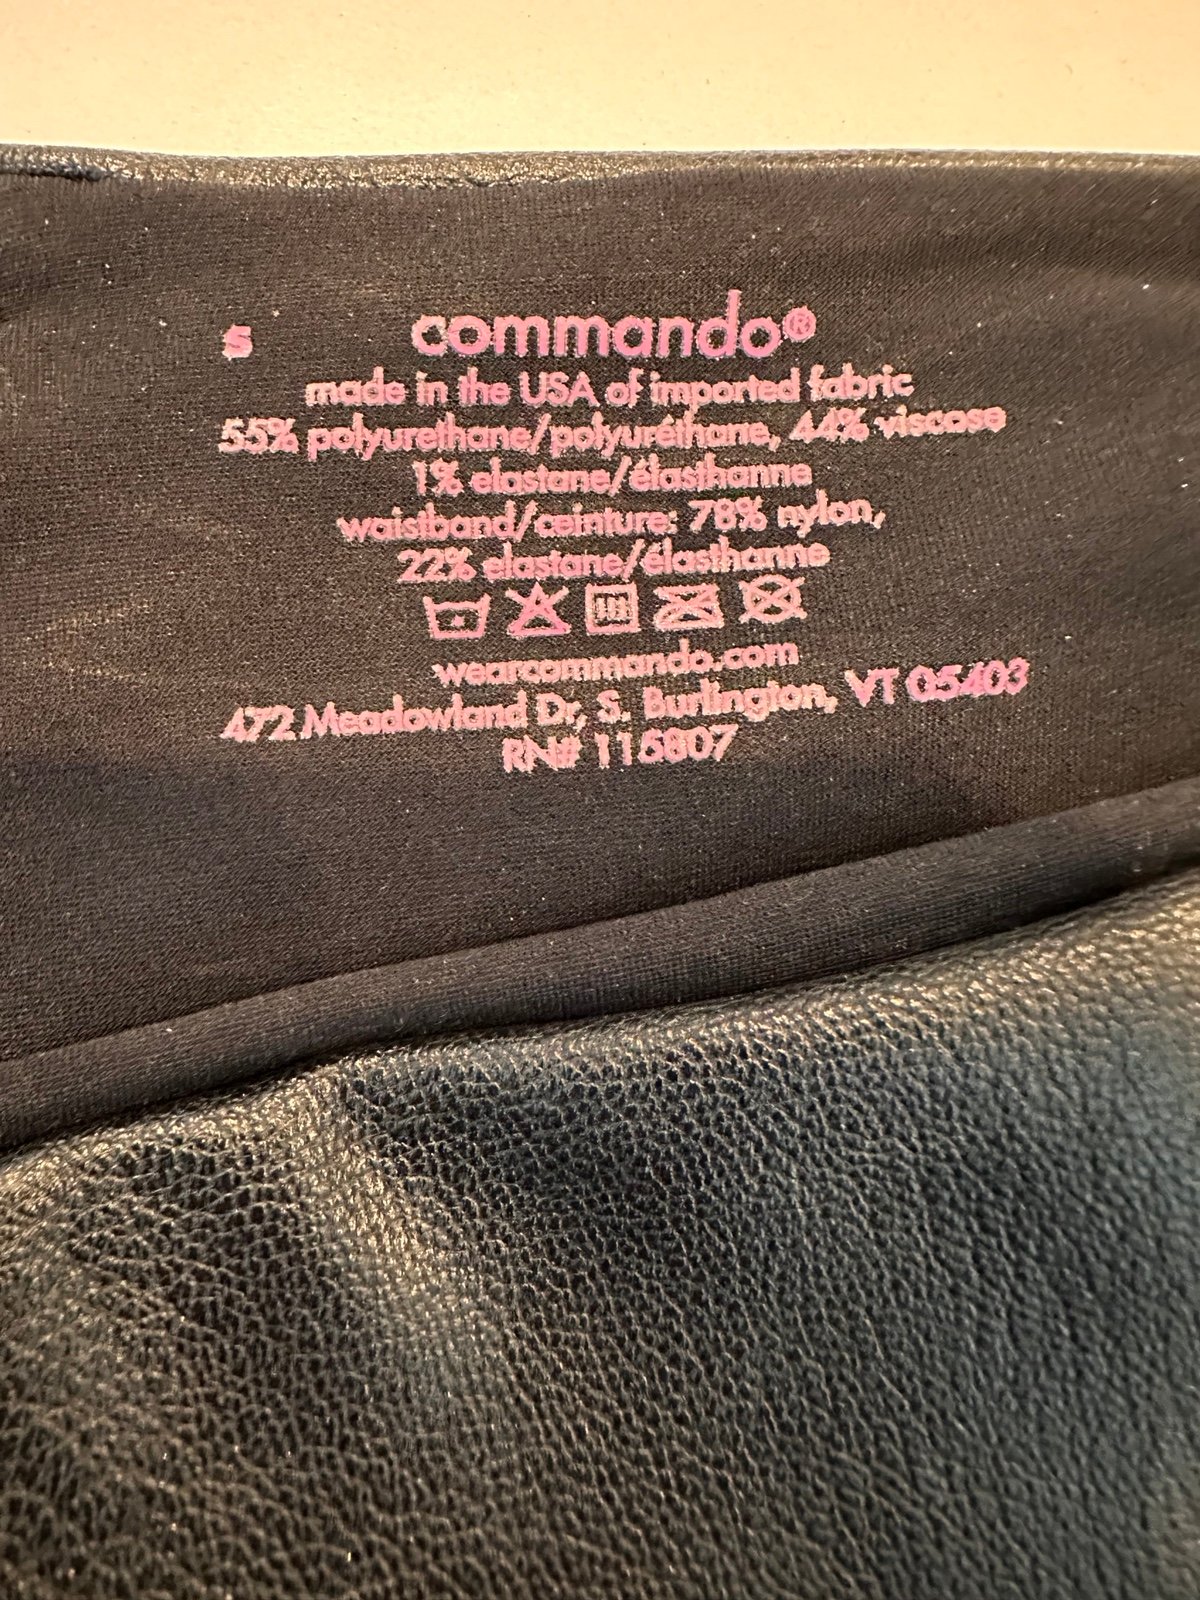 s commando®
made in the USA of imported fabric
55% polyurethane/polyuréthane, 44% viscose
1% elastane/élasthanne
waistband/ceinture: 78% nylon,
22% elastane/élasthanne
wearcommando.com
472 Meadowland Dr, S. Burlington, VT 05403
RN# 115807